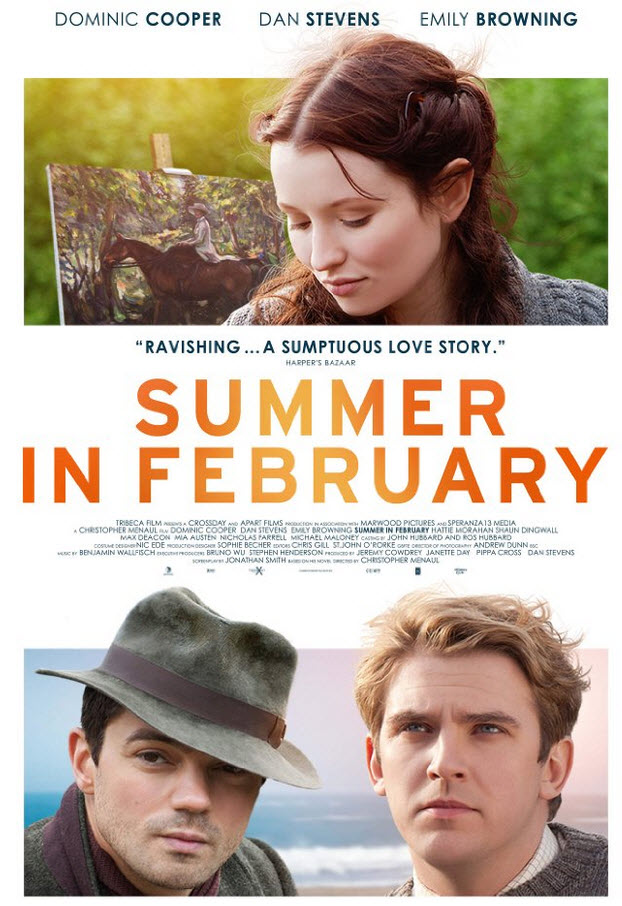 DOMINIC COOPER DAN STEVENS EMILY BROWNING
“RAVISHING...A SUMPTUOUS LOVE STORY.”
HARPER'S BAZAAR
SUMMER
IN FEBRUARY
TRIBECA FILM PRESENTS A CROSSDAY AND APART FILMS PRODUCTION IN ASSOCIATION WITH MARWOOD PICTURES AND SPERANZA13 MEDIA
A CHRISTOPHER MENAUL FILM DOMINIC COOPER DAN STEVENS EMILY BROWNING SUMMER IN FEBRUARY HATTIE MORAHAN SHAUN DINGWALL
MAX DEACON MIA AUSTEN NICHOLAS FARRELL MICHAEL MALONEY CASTING BY JOHN HUBBARD AND ROS HUBBARD
COSTUME DESIGNER NIC EDE PRODUCTION DESIGNER SOPHIE BECHER EDITORS CHRIS GILL ST.JOHN O'RORKE DIRECTOR OF PHOTOGRAPHY ANDREW DUNN BSC
MUSIC BY BENJAMIN WALLFISCH EXECUTIVE PRODUCERS BRUNO WU STEPHEN HENDERSON PRODUCED BY JEREMY COWDREY JANETTE DAY PIPPA CROSS DAN STEVENS
SCREENPLAY BY JONATHAN SMITH BASED ON HIS NOVEL DIRECTED BY CHRISTOPHER MENAUL